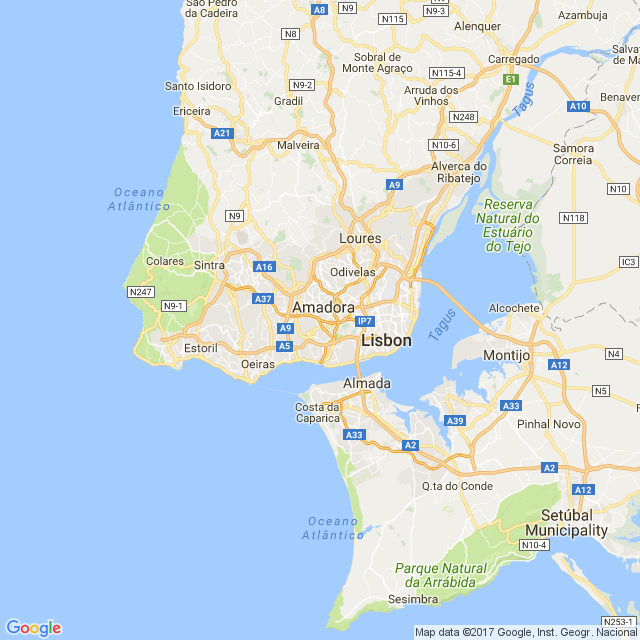 São Pedro
da Cadeira
A8
N9-3
N115
Azambuja
Alenquer
N8
Sobral de
Monte Agraço
Carregado
Salvat
de Ma
N115-4
E1
Santo Isidoro
N9-2
Gradil
Arruda dos
Vinhos
Tagus
A10
Benaven
Ericeira
N248
A21
Malveira
N10-6
Samora
Correia
Alverca do
Ribatejo
A9
N10
Oceano
Atlântico
N9
Reserva
Natural do
Estuário
do Tejo
N118
Loures
Colares
Sintra
A16
Odivelas
IC3
N247
N9-1
A37
Amadora
Alcochete
IP7
Tagus
A9
Lisbon
Estoril
A5
Oeiras
Montijo
N4
A12
Almada
N5
Costa da
Caparica
A33
A39
Pinhal Novo
A33
A2
A2
Q.ta do Conde
A12
Oceano
Atlântico
Setúbal
Municipality
N10-4
Parque Natural
da Arrábida
Sesimbra
N253-1
Google
Map data ©2017 Google, Inst. Geogr. Nacional